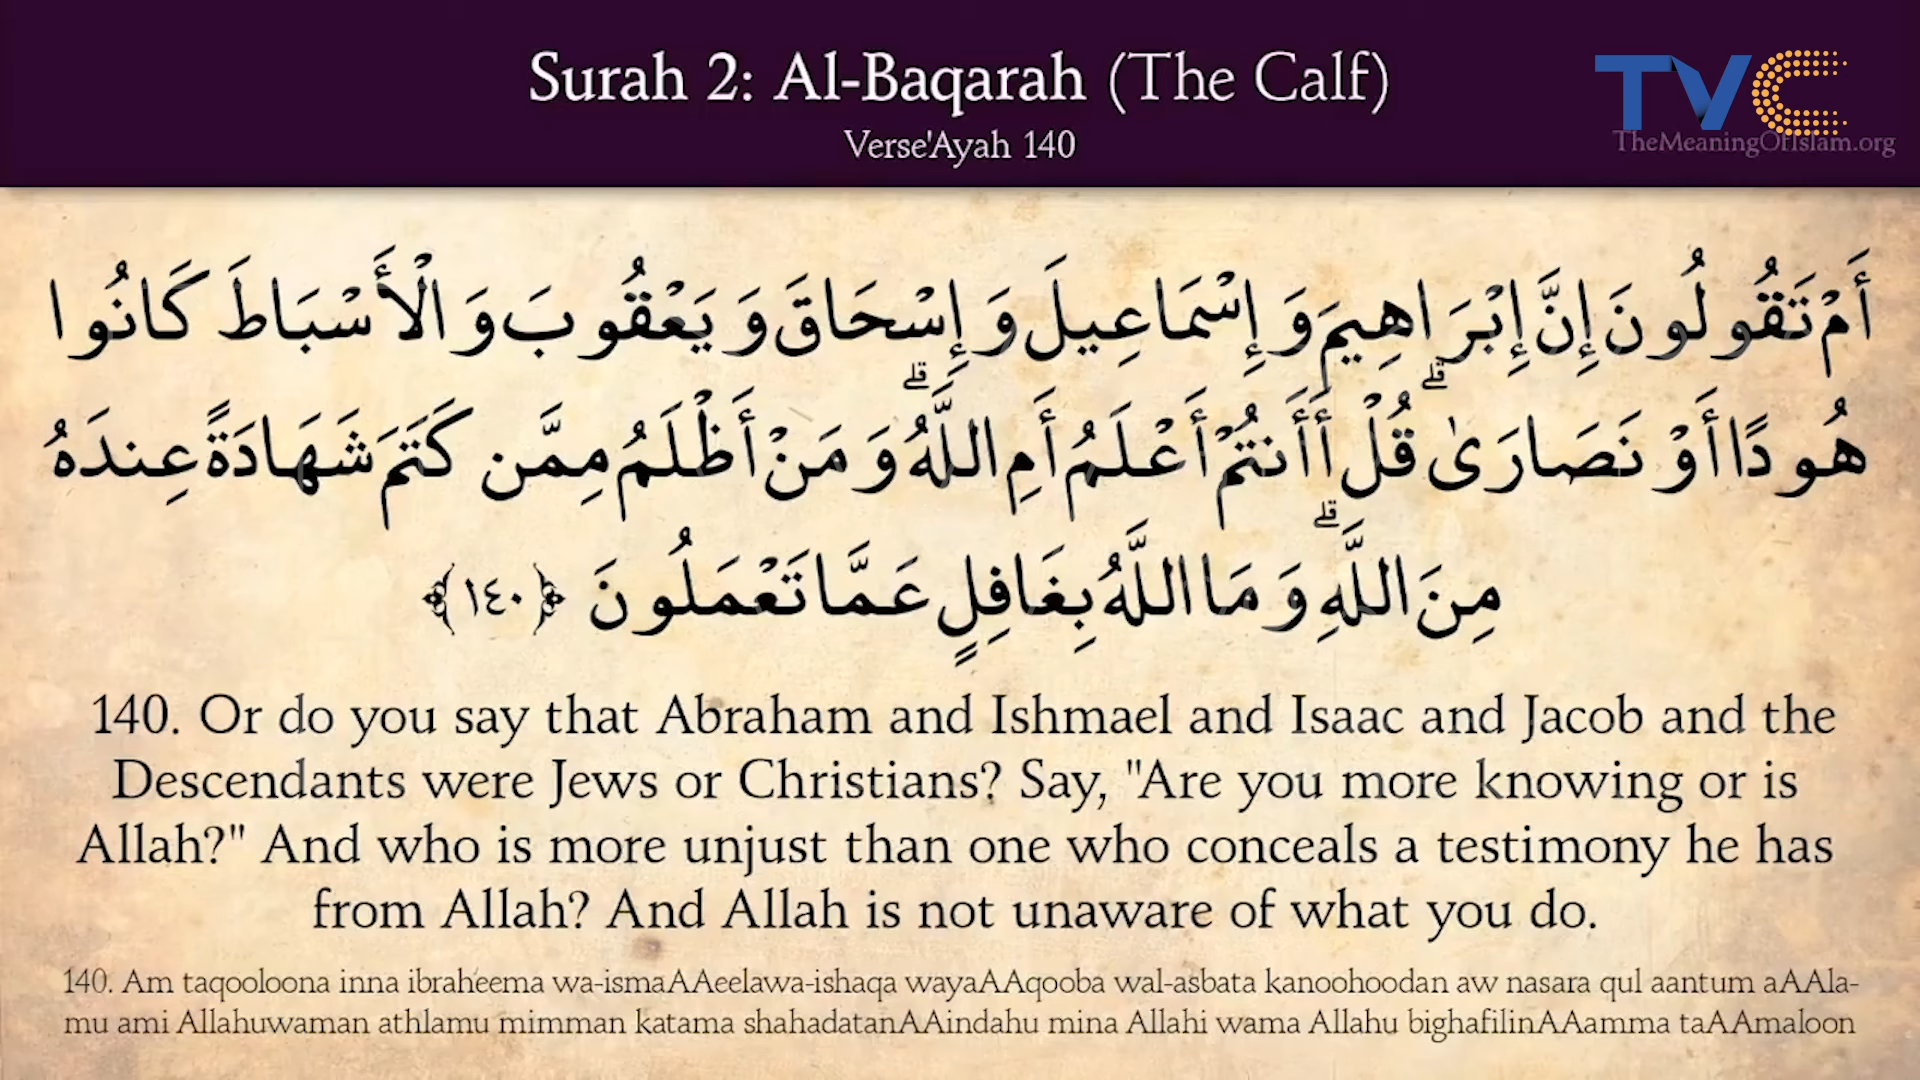 Surah 2: Al-Baqarah (The Calf)
Verse'Ayah 140
TVC
TheMeaningOfIslam.org
أَمْ تَقُولُونَ إِنَّ إِبْرَاهِيمَ وَإِسْمَاعِيلَ وَإِسْحَاقَ وَيَعْقُوبَ وَالْأَسْبَاطَ كَانُوا
هُودًا أَوْ نَصَارَىٰ ۗ قُلْ أَأَنتُمْ أَعْلَمُ أَمِ اللَّهُ ۗ وَمَنْ أَظْلَمُ مِمَّن كَتَمَ شَهَادَةً عِندَهُ
مِنَ اللَّهِ ۗ وَمَا اللَّهُ بِغَافِلٍ عَمَّا تَعْمَلُونَ ﴿١٤٠﴾
140. Or do you say that Abraham and Ishmael and Isaac and Jacob and the
Descendants were Jews or Christians? Say, "Are you more knowing or is
Allah?" And who is more unjust than one who conceals a testimony he has
from Allah? And Allah is not unaware of what you do.
140. Am taqooloona inna ibraheema wa-ismaAAeelawa-ishaqa wayaAAqooba wal-asbata kanoohoodan aw nasara qul aantum aAAla-
mu ami Allahuwaman athlamu mimman katama shahadatanAAindahu mina Allahi wama Allahu bighafilinAAamma taAAmaloon